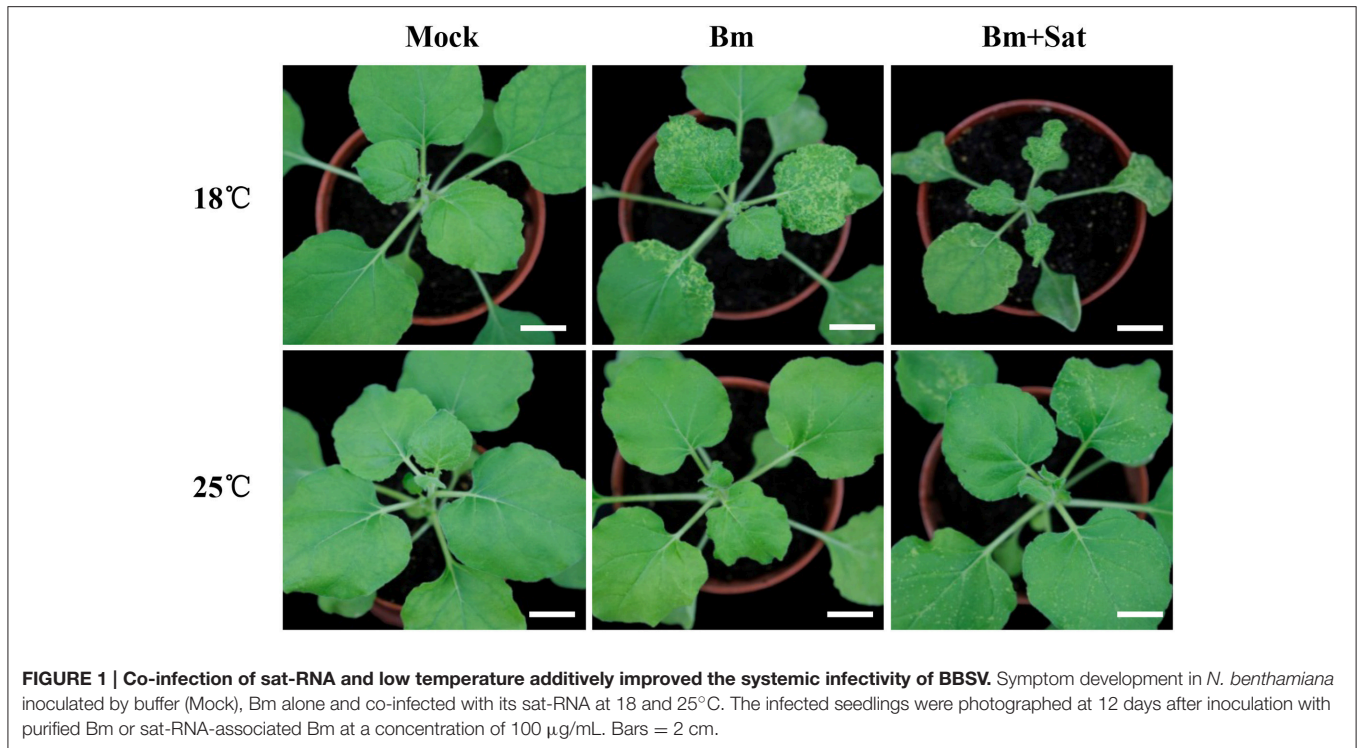 Mock Bm Bm+Sat
18℃
25℃
FIGURE 1 | Co-infection of sat-RNA and low temperature additively improved the systemic infectivity of BBSV. Symptom development in N. benthamiana
inoculated by buffer (Mock), Bm alone and co-infected with its sat-RNA at 18 and 25°C. The infected seedlings were photographed at 12 days after inoculation with
purified Bm or sat-RNA-associated Bm at a concentration of 100 μg/mL. Bars = 2 cm.